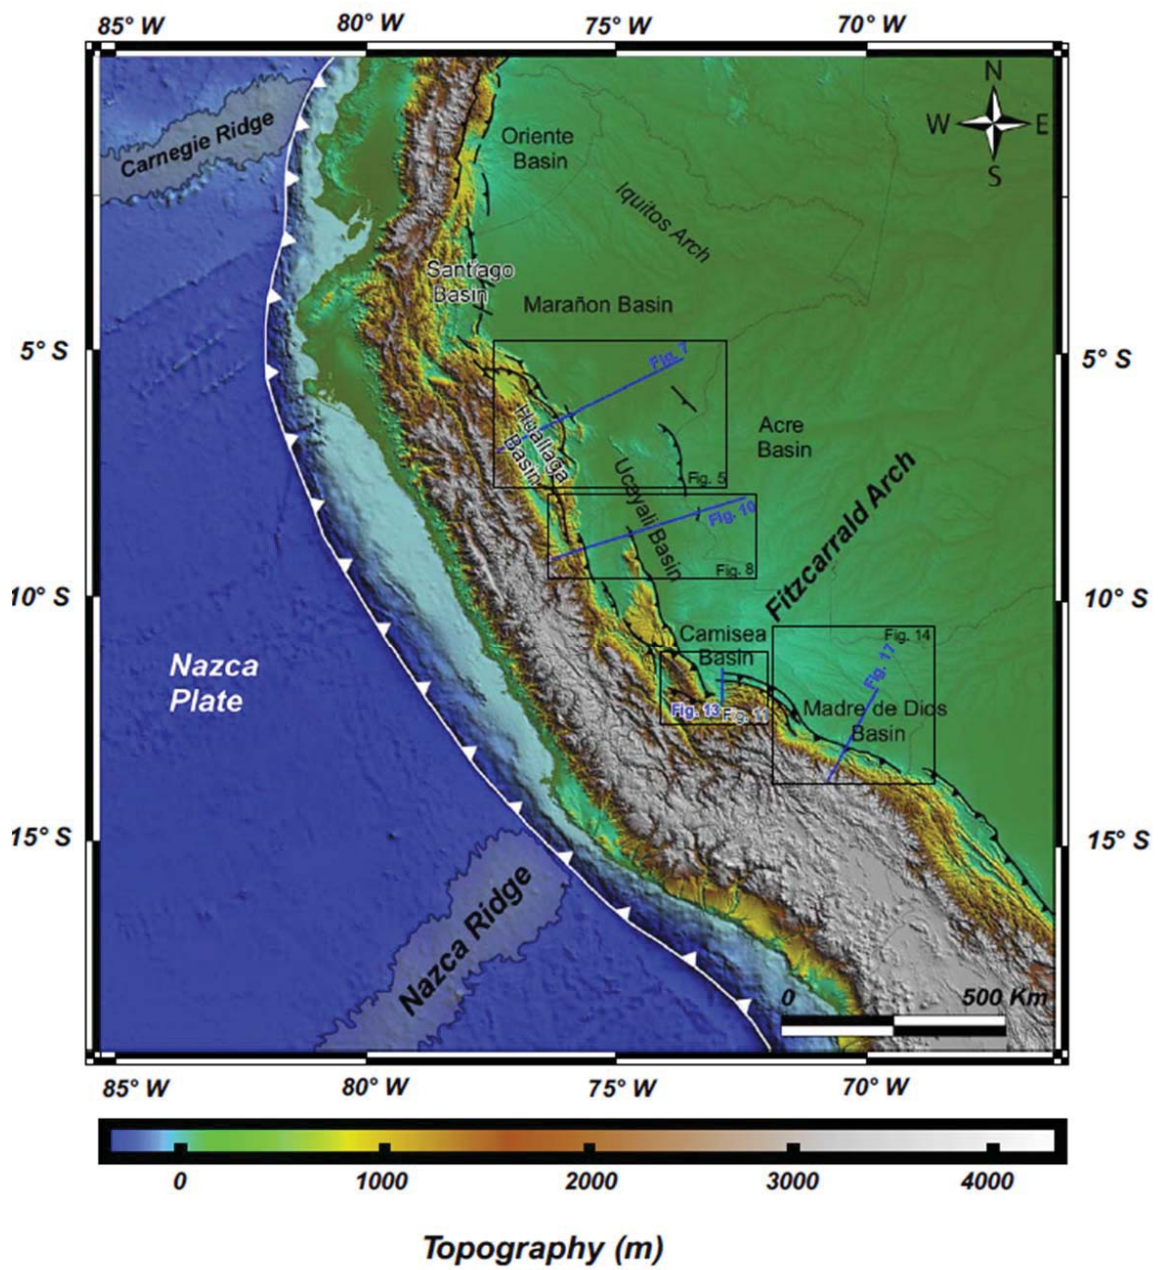 85° W 80° W 75° W 70° W
N
W E
S
Carnegie Ridge
Oriente
Basin
Iquitos Arch
Santiago
Basin
Marañon Basin
5° S 5° S
Fig. 7
Huallaga
Basin
Acre
Basin
Fig. 5
Ucayali Basin
Fig. 10
Fig. 8
Fitzcarrald Arch
10° S 10° S
Camisea
Basin
Fig. 14
Fig. 17
Nazca
Plate
Fig. 13 Fig. 11
Madre de Dios
Basin
15° S 15° S
Nazca Ridge
0 500 Km
85° W 80° W 75° W 70° W
0 1000 2000 3000 4000
Topography (m)